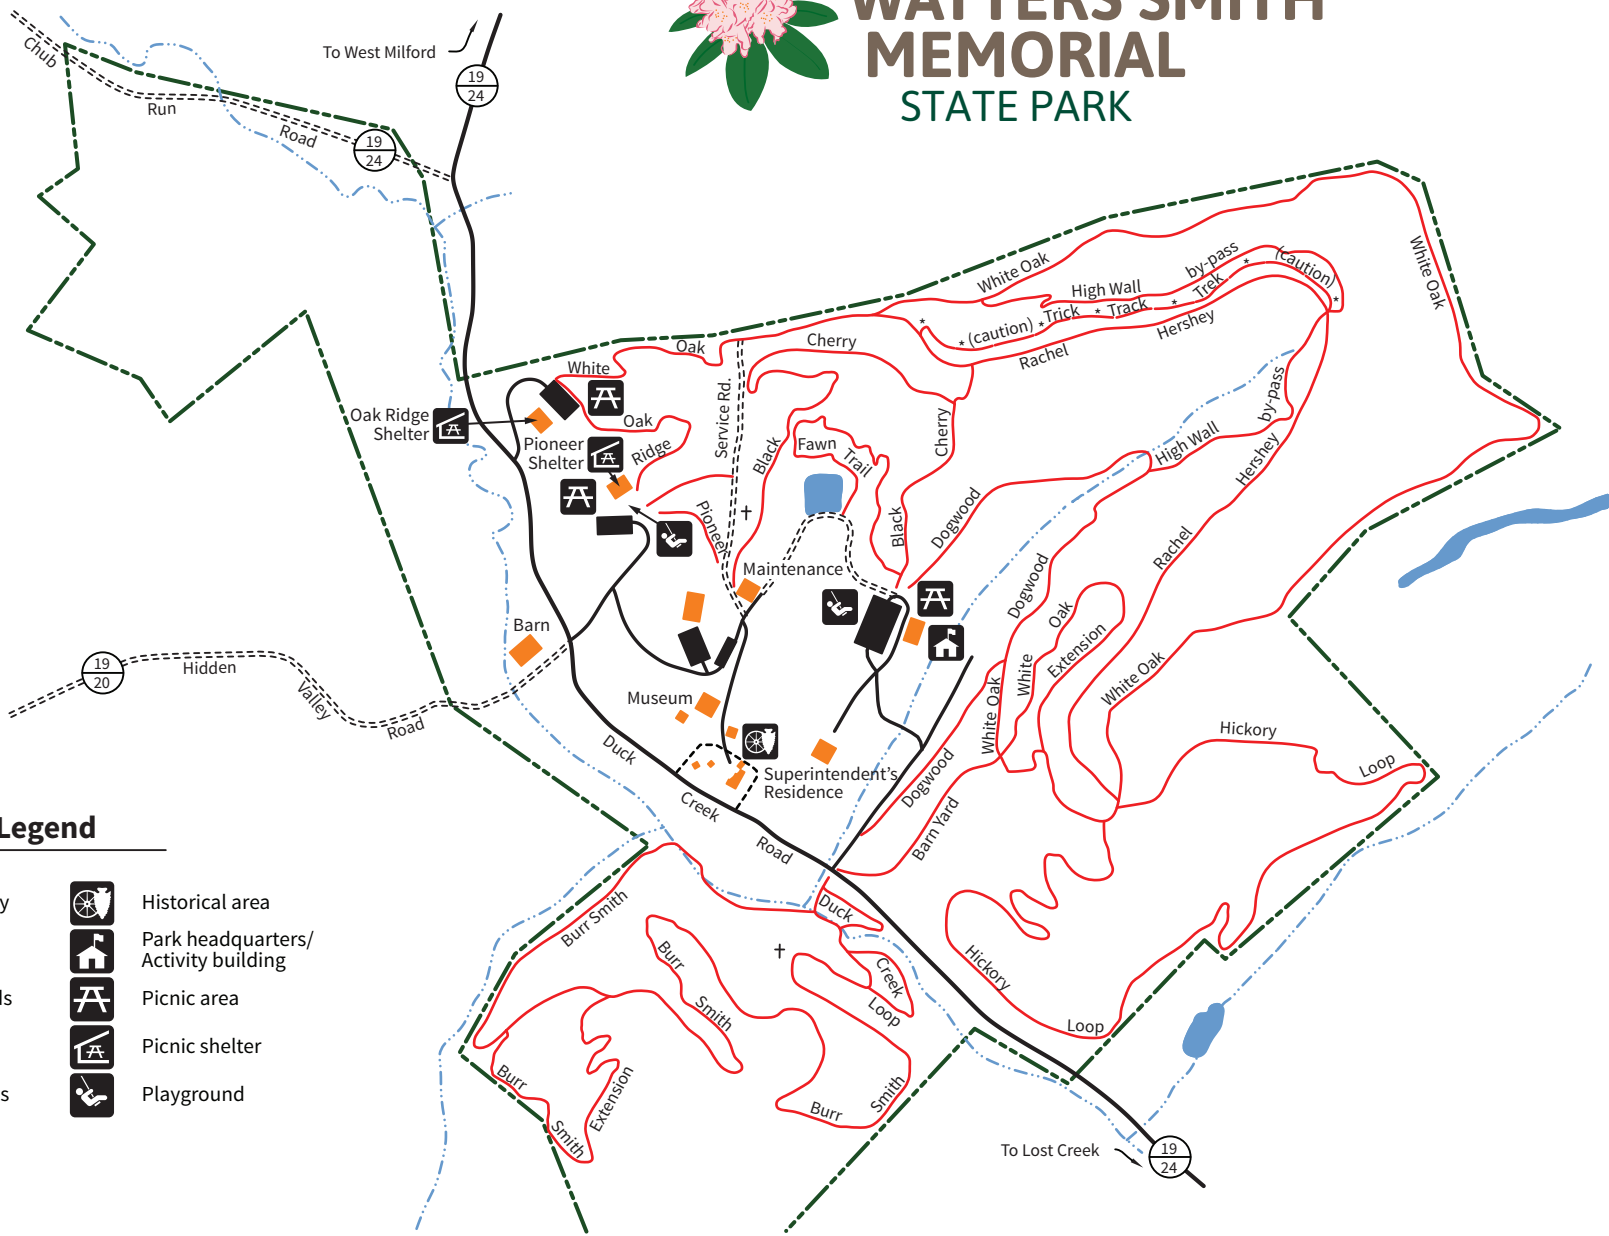 WATTERS SMITH
MEMORIAL
STATE PARK
To West Milford
19
24
Chub
Run
Road
19
24
White Oak
High Wall
by-pass
(caution)
White Oak
Trek
Track
Trick
(caution)
Hershey
Rachel
Oak
White
Cherry
Service Rd.
Oak Ridge
Shelter
Oak
Ridge
Pioneer
Shelter
Black
Fawn
Trail
Cherry
by-pass
High Wall
Hershey
Pioneer
Black
Dogwood
Rachel
Maintenance
Dogwood
Oak
Extension
White
White Oak
White Oak
Barn
19
20
Hidden
Valley
Road
Museum
Duck
Creek
Road
Superintendent's
Residence
Dogwood
Barn Yard
Hickory
Loop
Legend
y
Historical area
Park headquarters/
Activity building
ds
Picnic area
Picnic shelter
s
Playground
Burr Smith
Burr
Smith
Duck
Creek
Loop
Hickory
Loop
Burr
Smith
Extension
Burr
Smith
To Lost Creek
19
24